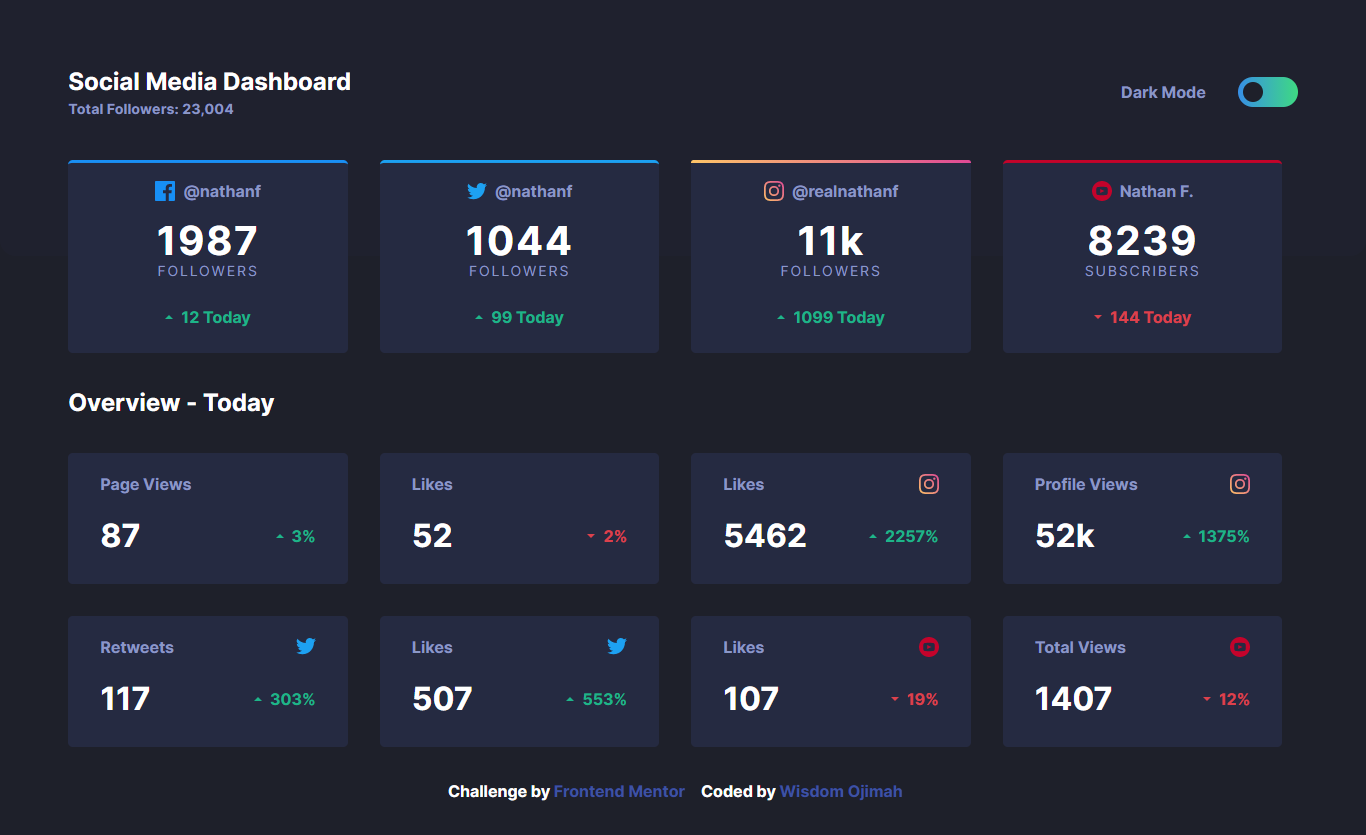 Social Media Dashboard
Total Followers: 23,004
Dark Mode
@nathanf
1987
FOLLOWERS
12 Today
@nathanf
1044
FOLLOWERS
99 Today
@realnathanf
11k
FOLLOWERS
1099 Today
Nathan F.
8239
SUBSCRIBERS
144 Today
Overview - Today
Page Views
87
3%
Likes
52
2%
Likes
5462
2257%
Profile Views
52k
1375%
Retweets
117
303%
Likes
507
553%
Likes
107
19%
Total Views
1407
12%
Challenge by Frontend Mentor Coded by Wisdom Ojimah